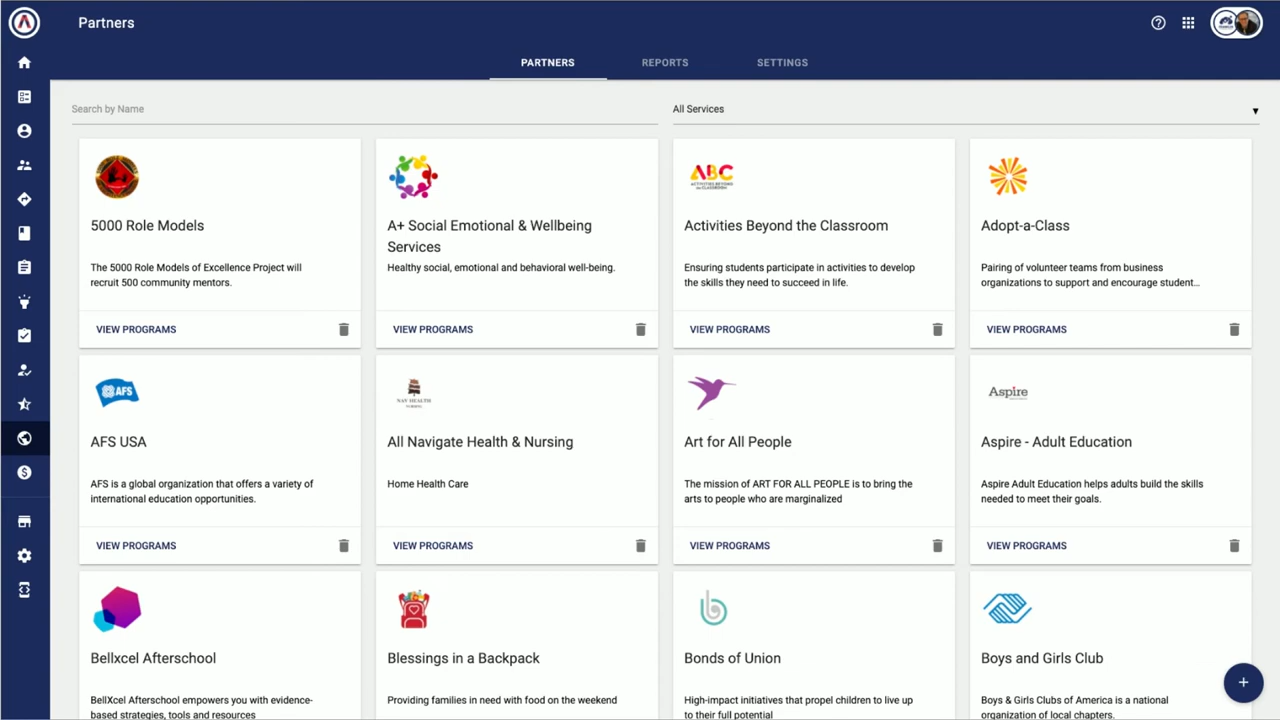 Partners
PARTNERS REPORTS SETTINGS
Search by Name
All Services
5000 Role Models
The 5000 Role Models of Excellence Project will
recruit 500 community mentors.
VIEW PROGRAMS
A+ Social Emotional & Wellbeing
Services
Healthy social, emotional and behavioral well-being.
VIEW PROGRAMS
ABC
ACTIVITIES BEYOND
the CLASSROOM
Activities Beyond the Classroom
Ensuring students participate in activities to develop
the skills they need to succeed in life.
VIEW PROGRAMS
Adopt-a-Class
Pairing of volunteer teams from business
organizations to support and encourage student...
VIEW PROGRAMS
AFS
AFS USA
AFS is a global organization that offers a variety of
international education opportunities.
VIEW PROGRAMS
NAV HEALTH
NURSING
All Navigate Health & Nursing
Home Health Care
VIEW PROGRAMS
Art for All People
The mission of ART FOR ALL PEOPLE is to bring the
arts to people who are marginalized
VIEW PROGRAMS
Aspire
Aspire - Adult Education
Aspire Adult Education helps adults build the skills
needed to meet their goals.
VIEW PROGRAMS
Bellxcel Afterschool
BellXcel Afterschool empowers you with evidence-
based strategies, tools and resources
Blessings in a Backpack
Providing families in need with food on the weekend
Bonds of Union
High-impact initiatives that propel children to live up
to their full potential
Boys and Girls Club
Boys & Girls Clubs of America is a national
organization of local chapters.